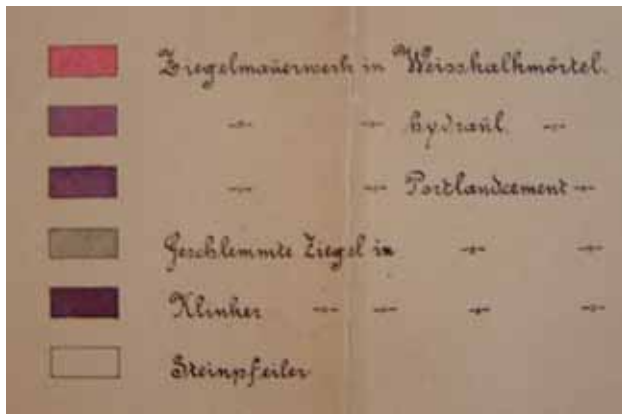 Ziegelmauerwerk in Weisskalkmörtel.
-〃- -〃- hydraul. -〃-
-〃- -〃- Portlandcement -〃-
Geschlemmte Ziegel in -〃- -〃-
Klinker -〃- -〃- -〃- -〃-
Steinpfeiler